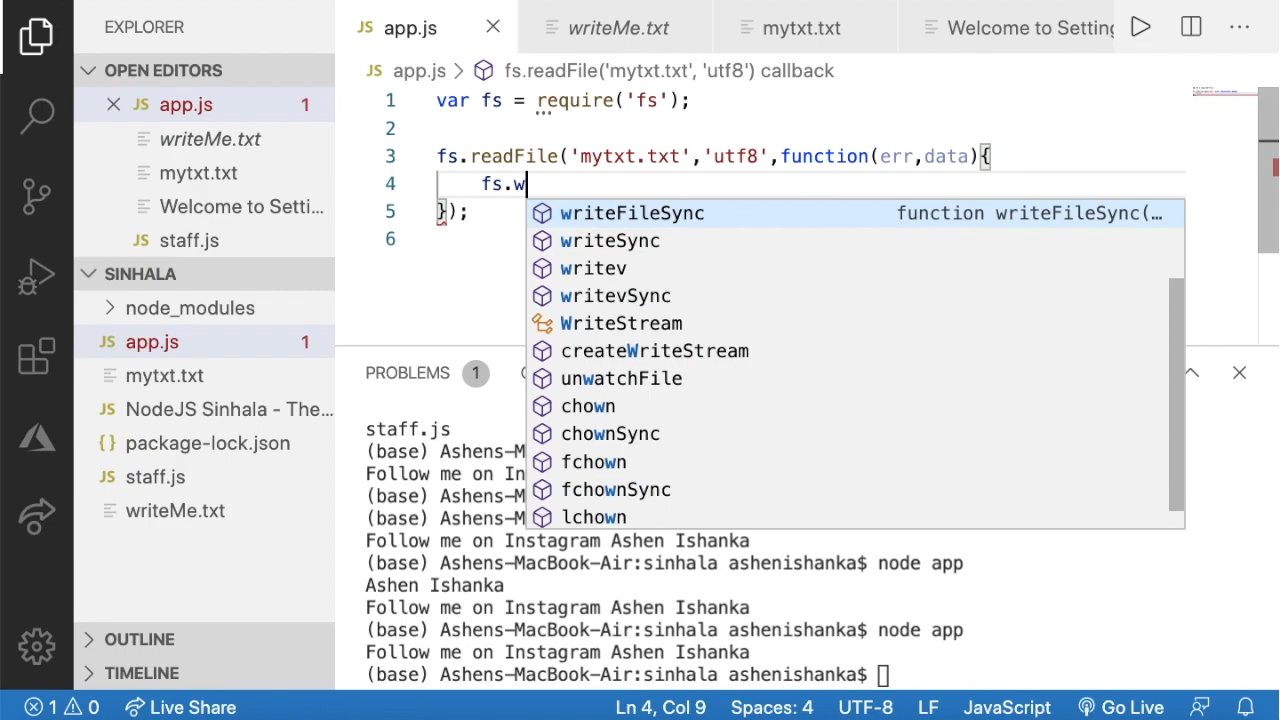 EXPLORER
OPEN EDITORS
JS app.js 1
writeMe.txt
mytxt.txt
Welcome to Setti...
JS staff.js
SINHALA
node_modules
JS app.js 1
mytxt.txt
JS NodeJS Sinhala - The...
{} package-lock.json
JS staff.js
writeMe.txt
OUTLINE
TIMELINE
JS app.js writeMe.txt mytxt.txt Welcome to Setting
JS app.js > fs.readFile('mytxt.txt', 'utf8') callback
1 var fs = require('fs');
2
3 fs.readFile('mytxt.txt','utf8',function(err,data){
4 fs.w
5 });
6
writeFileSync function writeFileSync(…
writeSync
writev
writevSync
WriteStream
createWriteStream
unwatchFile
chown
chownSync
fchown
fchownSync
lchown
PROBLEMS 1
staff.js
(base) Ashens-M
Follow me on In
(base) Ashens-M
(base) Ashens-M
Follow me on Instagram Ashen Ishanka
(base) Ashens-MacBook-Air:sinhala ashenishanka$ node app
Ashen Ishanka
Follow me on Instagram Ashen Ishanka
(base) Ashens-MacBook-Air:sinhala ashenishanka$ node app
Follow me on Instagram Ashen Ishanka
(base) Ashens-MacBook-Air:sinhala ashenishanka$
1 0 Live Share Ln 4, Col 9 Spaces: 4 UTF-8 LF JavaScript Go Live